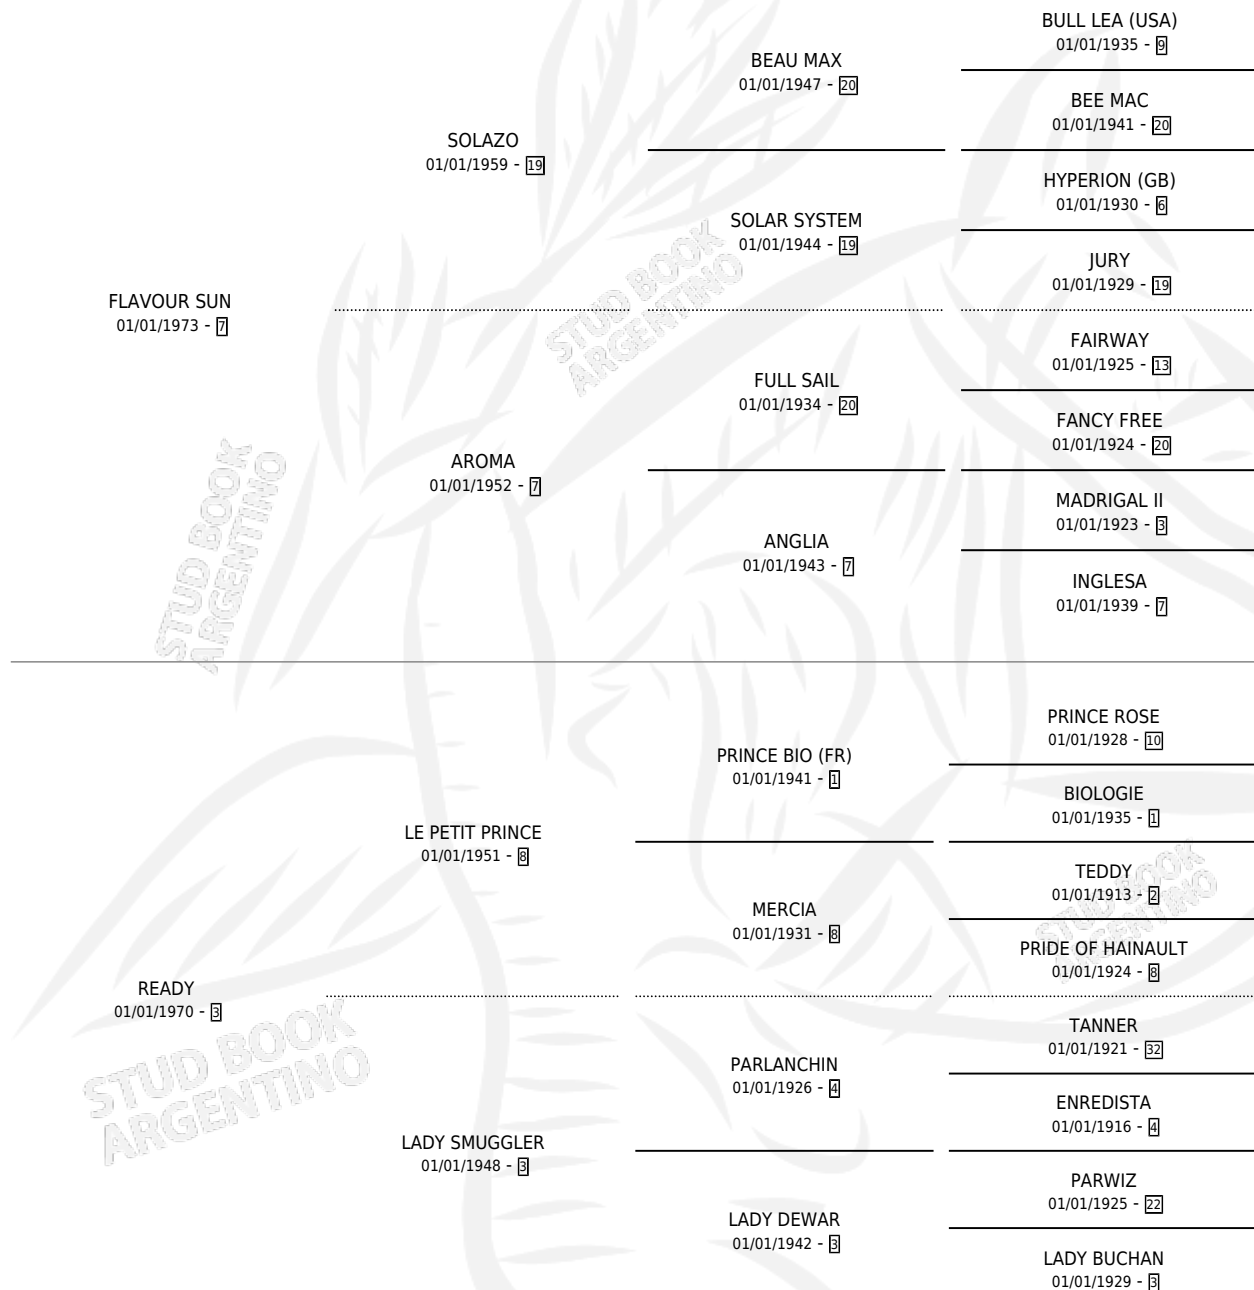 BULL LEA (USA)
01/01/1935 - 9
BEAU MAX
01/01/1947 - 20
BEE MAC
01/01/1941 - 20
SOLAZO
01/01/1959 - 19
HYPERION (GB)
01/01/1930 - 6
SOLAR SYSTEM
01/01/1944 - 19
JURY
01/01/1929 - 19
FLAVOUR SUN
01/01/1973 - 7
FAIRWAY
01/01/1925 - 13
FULL SAIL
01/01/1934 - 20
FANCY FREE
01/01/1924 - 20
AROMA
01/01/1952 - 7
MADRIGAL II
01/01/1923 - 3
ANGLIA
01/01/1943 - 7
INGLESA
01/01/1939 - 7
PRINCE ROSE
01/01/1928 - 10
PRINCE BIO (FR)
01/01/1941 - 1
BIOLOGIE
01/01/1935 - 1
LE PETIT PRINCE
01/01/1951 - 8
TEDDY
01/01/1913 - 2
MERCIA
01/01/1931 - 8
PRIDE OF HAINAULT
01/01/1924 - 8
READY
01/01/1970 - 3
TANNER
01/01/1921 - 32
PARLANCHIN
01/01/1926 - 4
ENREDISTA
01/01/1916 - 4
LADY SMUGGLER
01/01/1948 - 3
PARWIZ
01/01/1925 - 22
LADY DEWAR
01/01/1942 - 3
LADY BUCHAN
01/01/1929 - 3
STUD BOOK
ARGENTINO
STUD BOOK
ARGENTINO
STUD BOOK
ARGENTINO
STUD BOOK
ARGENTINO